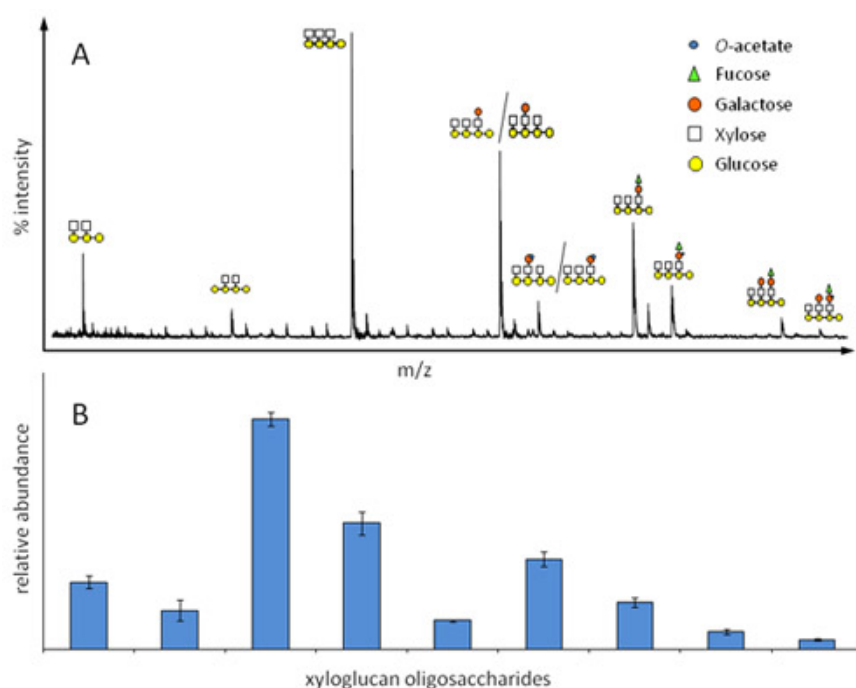 A
O-acetate
Fucose
Galactose
Xylose
Glucose
% intensity
m/z
B
relative abundance
xyloglucan oligosaccharides